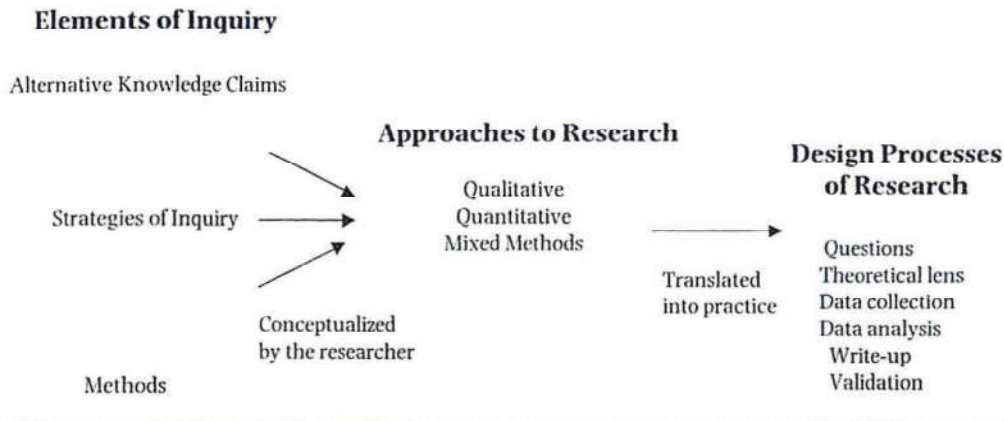 Elements of Inquiry
Alternative Knowledge Claims
Approaches to Research
Design Processes
of Research
Qualitative
Strategies of Inquiry
Quantitative
Mixed Methods
Questions
Translated
into practice
Theoretical lens
Data collection
Conceptualized
by the researcher
Data analysis
Write-up
Methods
Validation